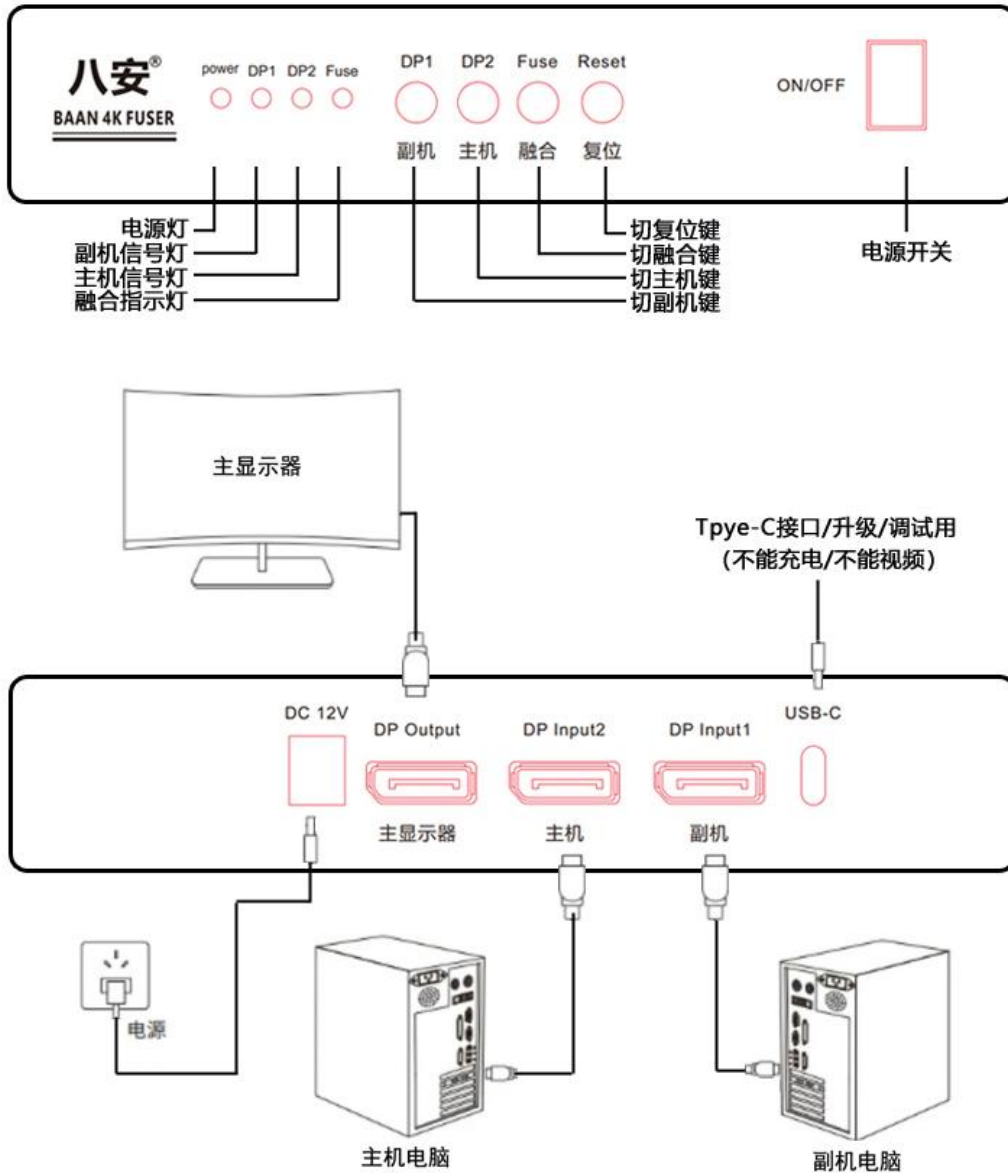 八安®
BAAN 4K FUSER
power DP1 DP2 Fuse
DP1 DP2 Fuse Reset
副机 主机 融合 复位
ON/OFF
电源灯
副机信号灯
主机信号灯
融合指示灯
切复位键
切融合键
切主机键
切副机键
电源开关
主显示器
Tpye-C接口/升级/调试用
(不能充电/不能视频)
DC 12V
DP Output
DP Input2
DP Input1
USB-C
主显示器
主机
副机
电源
主机电脑
副机电脑